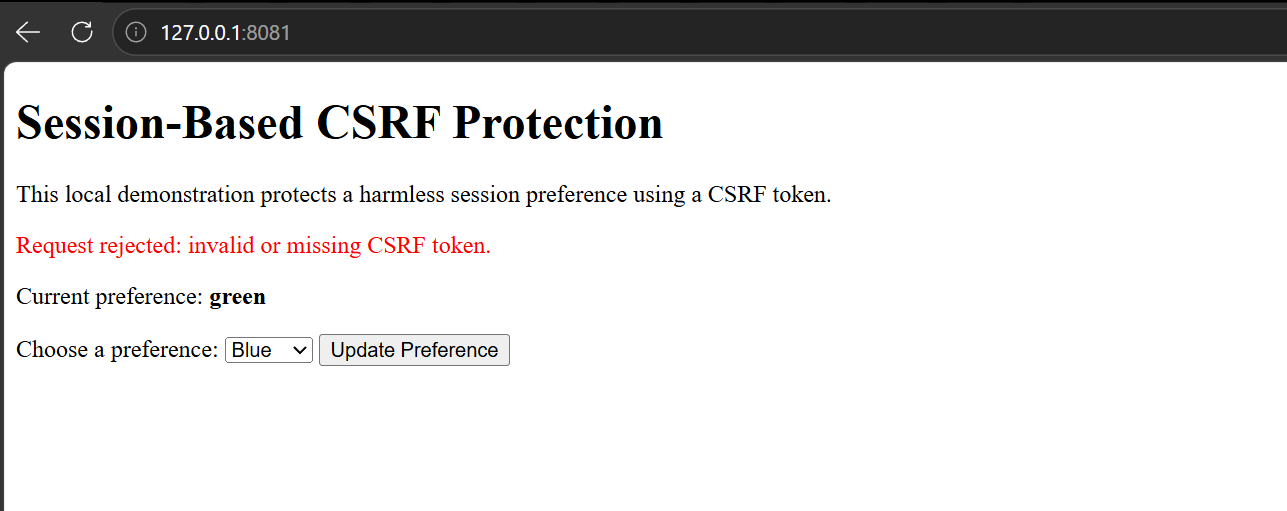 127.0.0.1:8081
Session-Based CSRF Protection
This local demonstration protects a harmless session preference using a CSRF token.
Request rejected: invalid or missing CSRF token.
Current preference: green
Choose a preference: Blue Update Preference